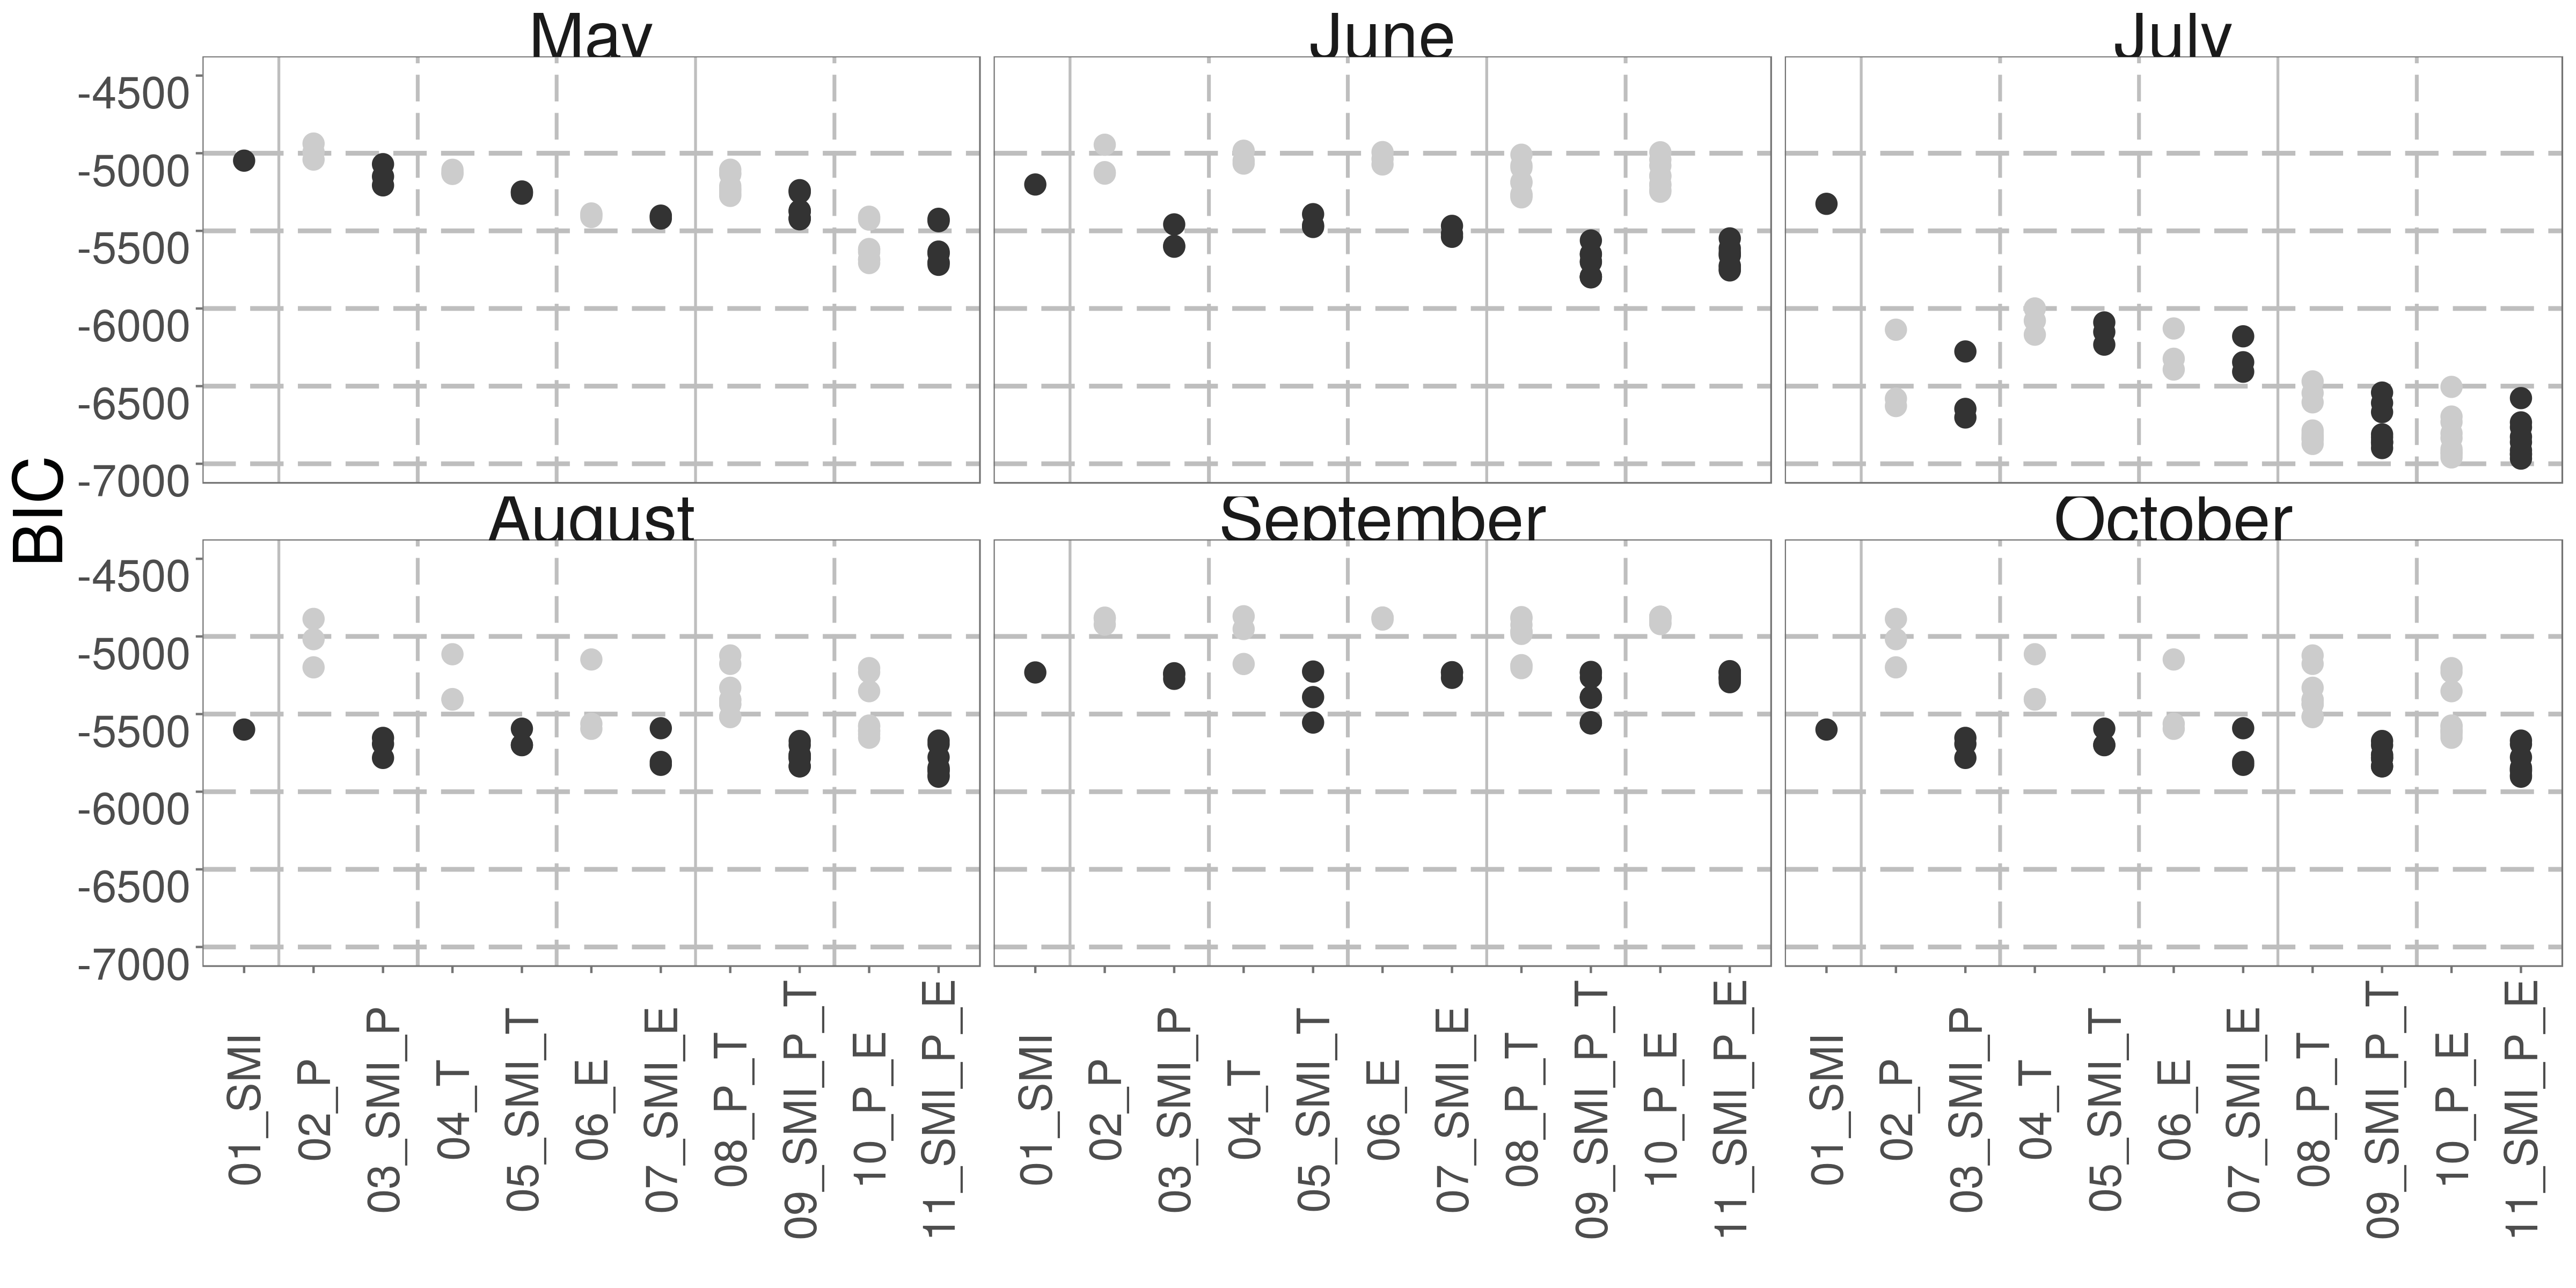 May
June
July
-4500
-5000
-5500
-6000
-6500
-7000
BIC
August
September
October
-4500
-5000
-5500
-6000
-6500
-7000
01_SMI
02_P
03_SMI_P
04_T
05_SMI_T
06_E
07_SMI_E
08_P_T
09_SMI_P_T
10_P_E
11_SMI_P_E
01_SMI
02_P
03_SMI_P
04_T
05_SMI_T
06_E
07_SMI_E
08_P_T
09_SMI_P_T
10_P_E
11_SMI_P_E
01_SMI
02_P
03_SMI_P
04_T
05_SMI_T
06_E
07_SMI_E
08_P_T
09_SMI_P_T
10_P_E
11_SMI_P_E